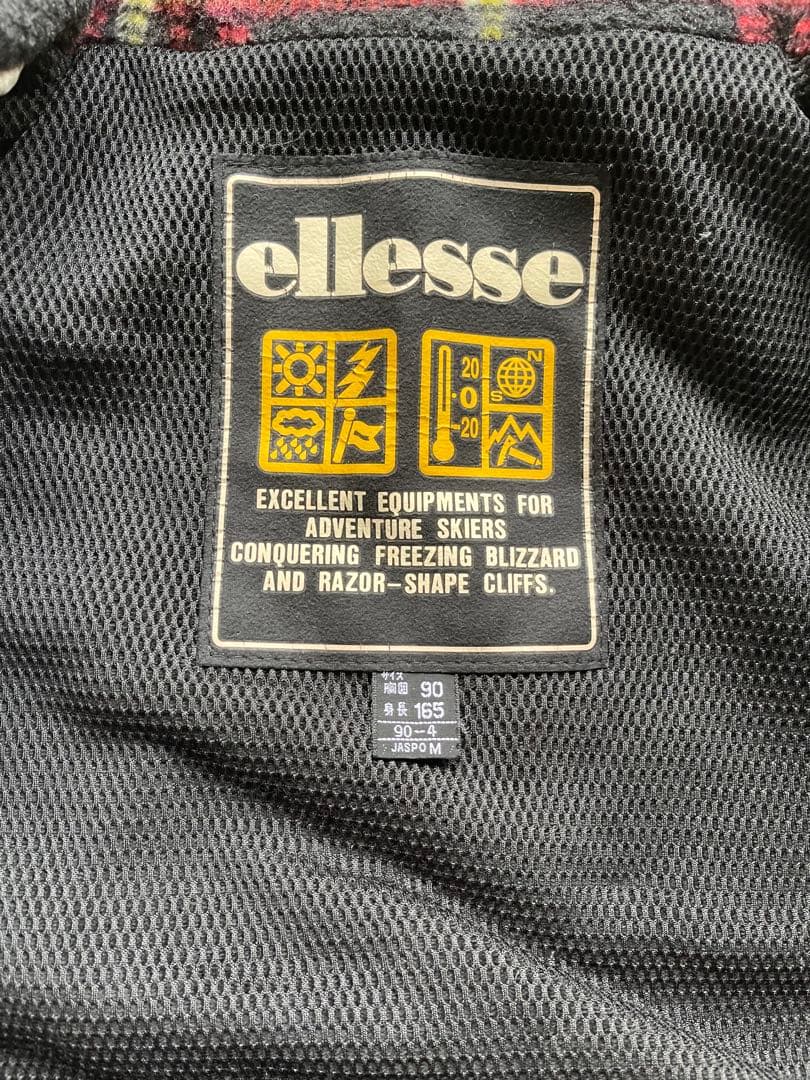 ellesse
20
0
-20
N
S
EXCELLENT EQUIPMENTS FOR
ADVENTURE SKIERS
CONQUERING FREEZING BLIZZARD
AND RAZOR-SHAPE CLIFFS.
サイズ
胸囲 90
身長 165
90-4
JASPO M